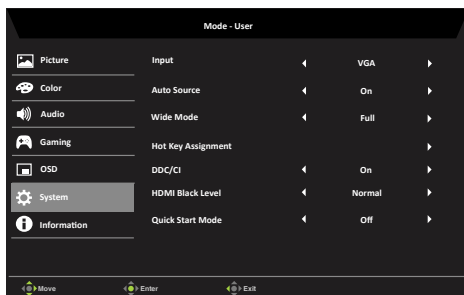 Mode - User
Picture
Color
Audio
Gaming
OSD
System
Information
Input VGA
Auto Source On
Wide Mode Full
Hot Key Assignment
DDC/CI On
HDMI Black Level Normal
Quick Start Mode Off
Move Enter Exit